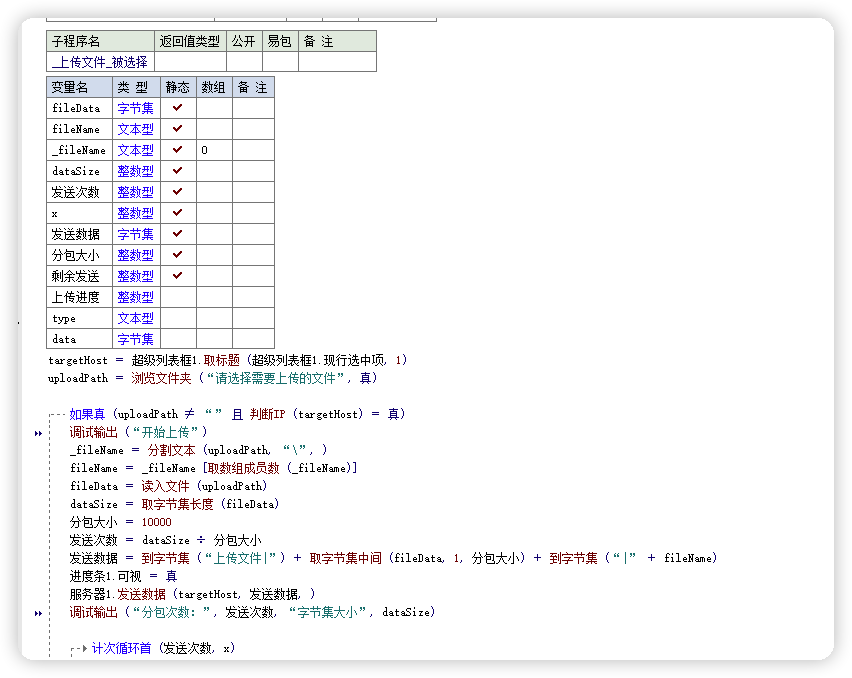 子程序名 返回值类型 公开 易包 备 注
_上传文件_被选择
变量名 类 型 静态 数组 备 注
fileData 字节集 ✓
fileName 文本型 ✓
_fileName 文本型 ✓ 0
dataSize 整数型 ✓
发送次数 整数型 ✓
x 整数型 ✓
发送数据 字节集 ✓
分包大小 整数型 ✓
剩余发送 整数型 ✓
上传进度 整数型
type 文本型
data 字节集
targetHost = 超级列表框1.取标题 (超级列表框1.现行选中项, 1)
uploadPath = 浏览文件夹 (“请选择需要上传的文件”, 真)
如果真 (uploadPath ≠ “” 且 判断IP (targetHost) = 真)
调试输出 (“开始上传”)
_fileName = 分割文本 (uploadPath, “\”, )
fileName = _fileName [取数组成员数 (_fileName)]
fileData = 读入文件 (uploadPath)
dataSize = 取字节集长度 (fileData)
分包大小 = 10000
发送次数 = dataSize ÷ 分包大小
发送数据 = 到字节集 (“上传文件|”) + 取字节集中间 (fileData, 1, 分包大小) + 到字节集 (“|” + fileName)
进度条1.可视 = 真
服务器1.发送数据 (targetHost, 发送数据, )
调试输出 (“分包次数：”, 发送次数, “字节集大小”, dataSize)
计次循环首 (发送次数, x)